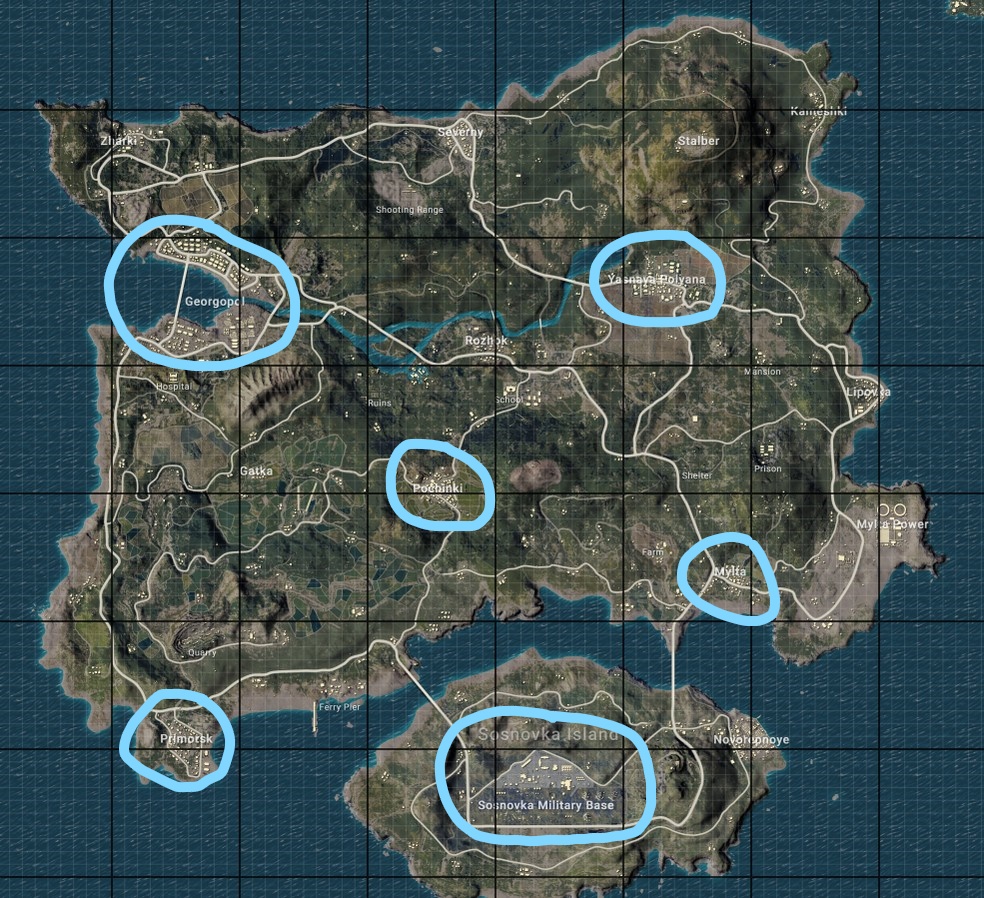 Kameshki
Severny
Zharki
Stalber
Shooting Range
Yasnaya Polyana
Georgopol
Rozhok
Mansion
Hospital
Lipovka
School
Ruins
Gatka
Prison
Shelter
Pochinki
Mylta Power
Farm
Mylta
Quarry
Ferry Pier
Sosnovka Island
Primorsk
Novorepnoye
Sosnovka Military Base